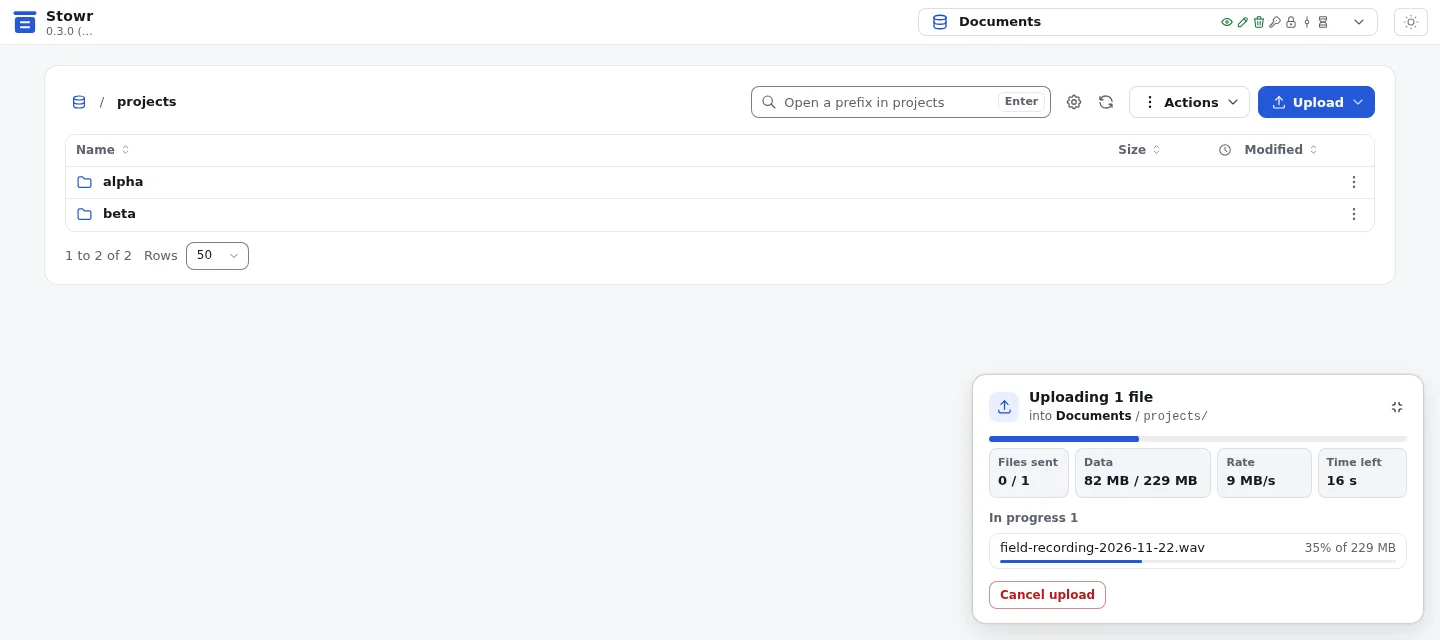 Stowr
0.3.0 (...
Documents
/ projects
Open a prefix in projects Enter
Actions
Upload
Name Size Modified
alpha
beta
1 to 2 of 2 Rows 50
Uploading 1 file
into Documents / projects/
Files sent Data Rate Time left
0 / 1 82 MB / 229 MB 9 MB/s 16 s
In progress 1
field-recording-2026-11-22.wav 35% of 229 MB
Cancel upload